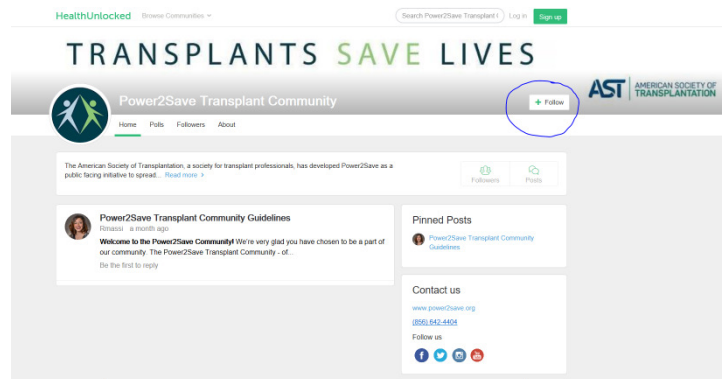 HealthUnlocked Browse Communities Search Power2Save Transplant C Log in Sign up
TRANSPLANTS SAVE LIVES
AST AMERICAN SOCIETY OF
TRANSPLANTATION
Power2Save Transplant Community
+ Follow
Home Polls Followers About
The American Society of Transplantation, a society for transplant professionals, has developed Power2Save as a
public facing initiative to spread... Read more >
Followers Posts
Power2Save Transplant Community Guidelines
Rmassi a month ago
Welcome to the Power2Save Community! We're very glad you have chosen to be a part of
our community. The Power2Save Transplant Community - of...
Be the first to reply
Pinned Posts
Power2Save Transplant Community
Guidelines
Contact us
www.power2save.org
(856) 642-4404
Follow us